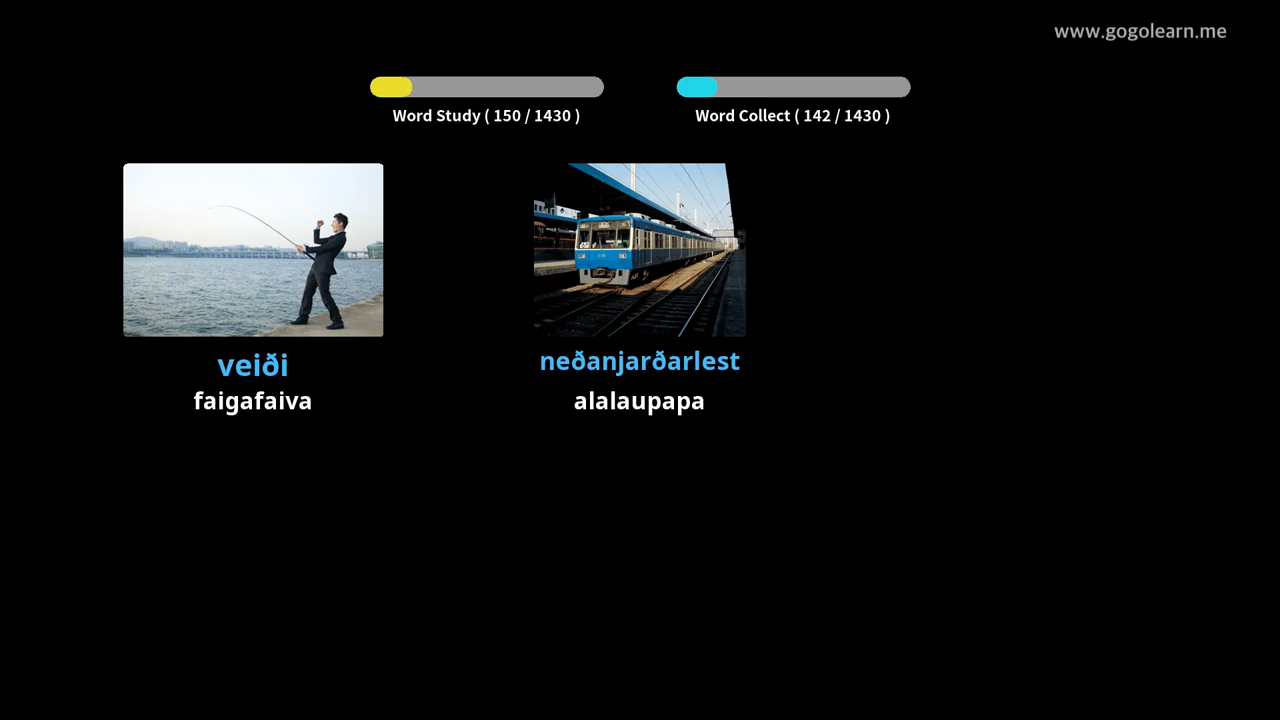 www.gogolearn.me
Word Study ( 150 / 1430 )
Word Collect ( 142 / 1430 )
veiði
faigafaiva
neðanjarðarlest
alalaupapa